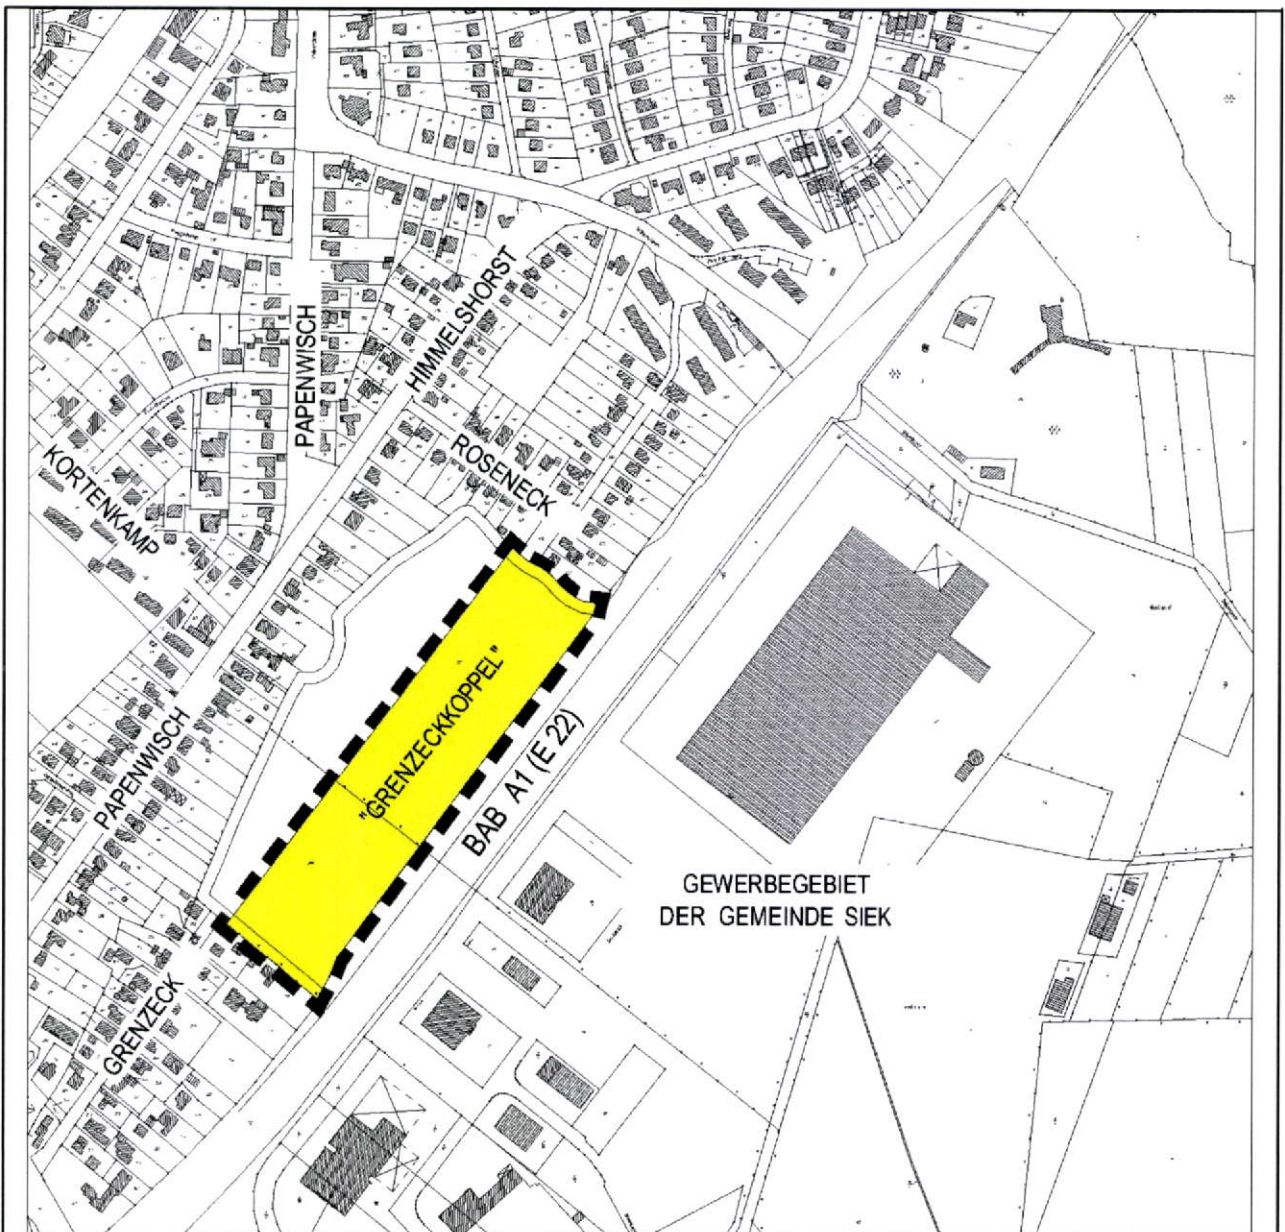 PAPENWISCH
HIMMELSHORST
ROSENECK
KORTENKAMP
"GRENZECKKOPPEL"
PAPENWISCH
BAB A1 (E 22)
GEWERBEGEBIET
DER GEMEINDE SIEK
GRENZECK